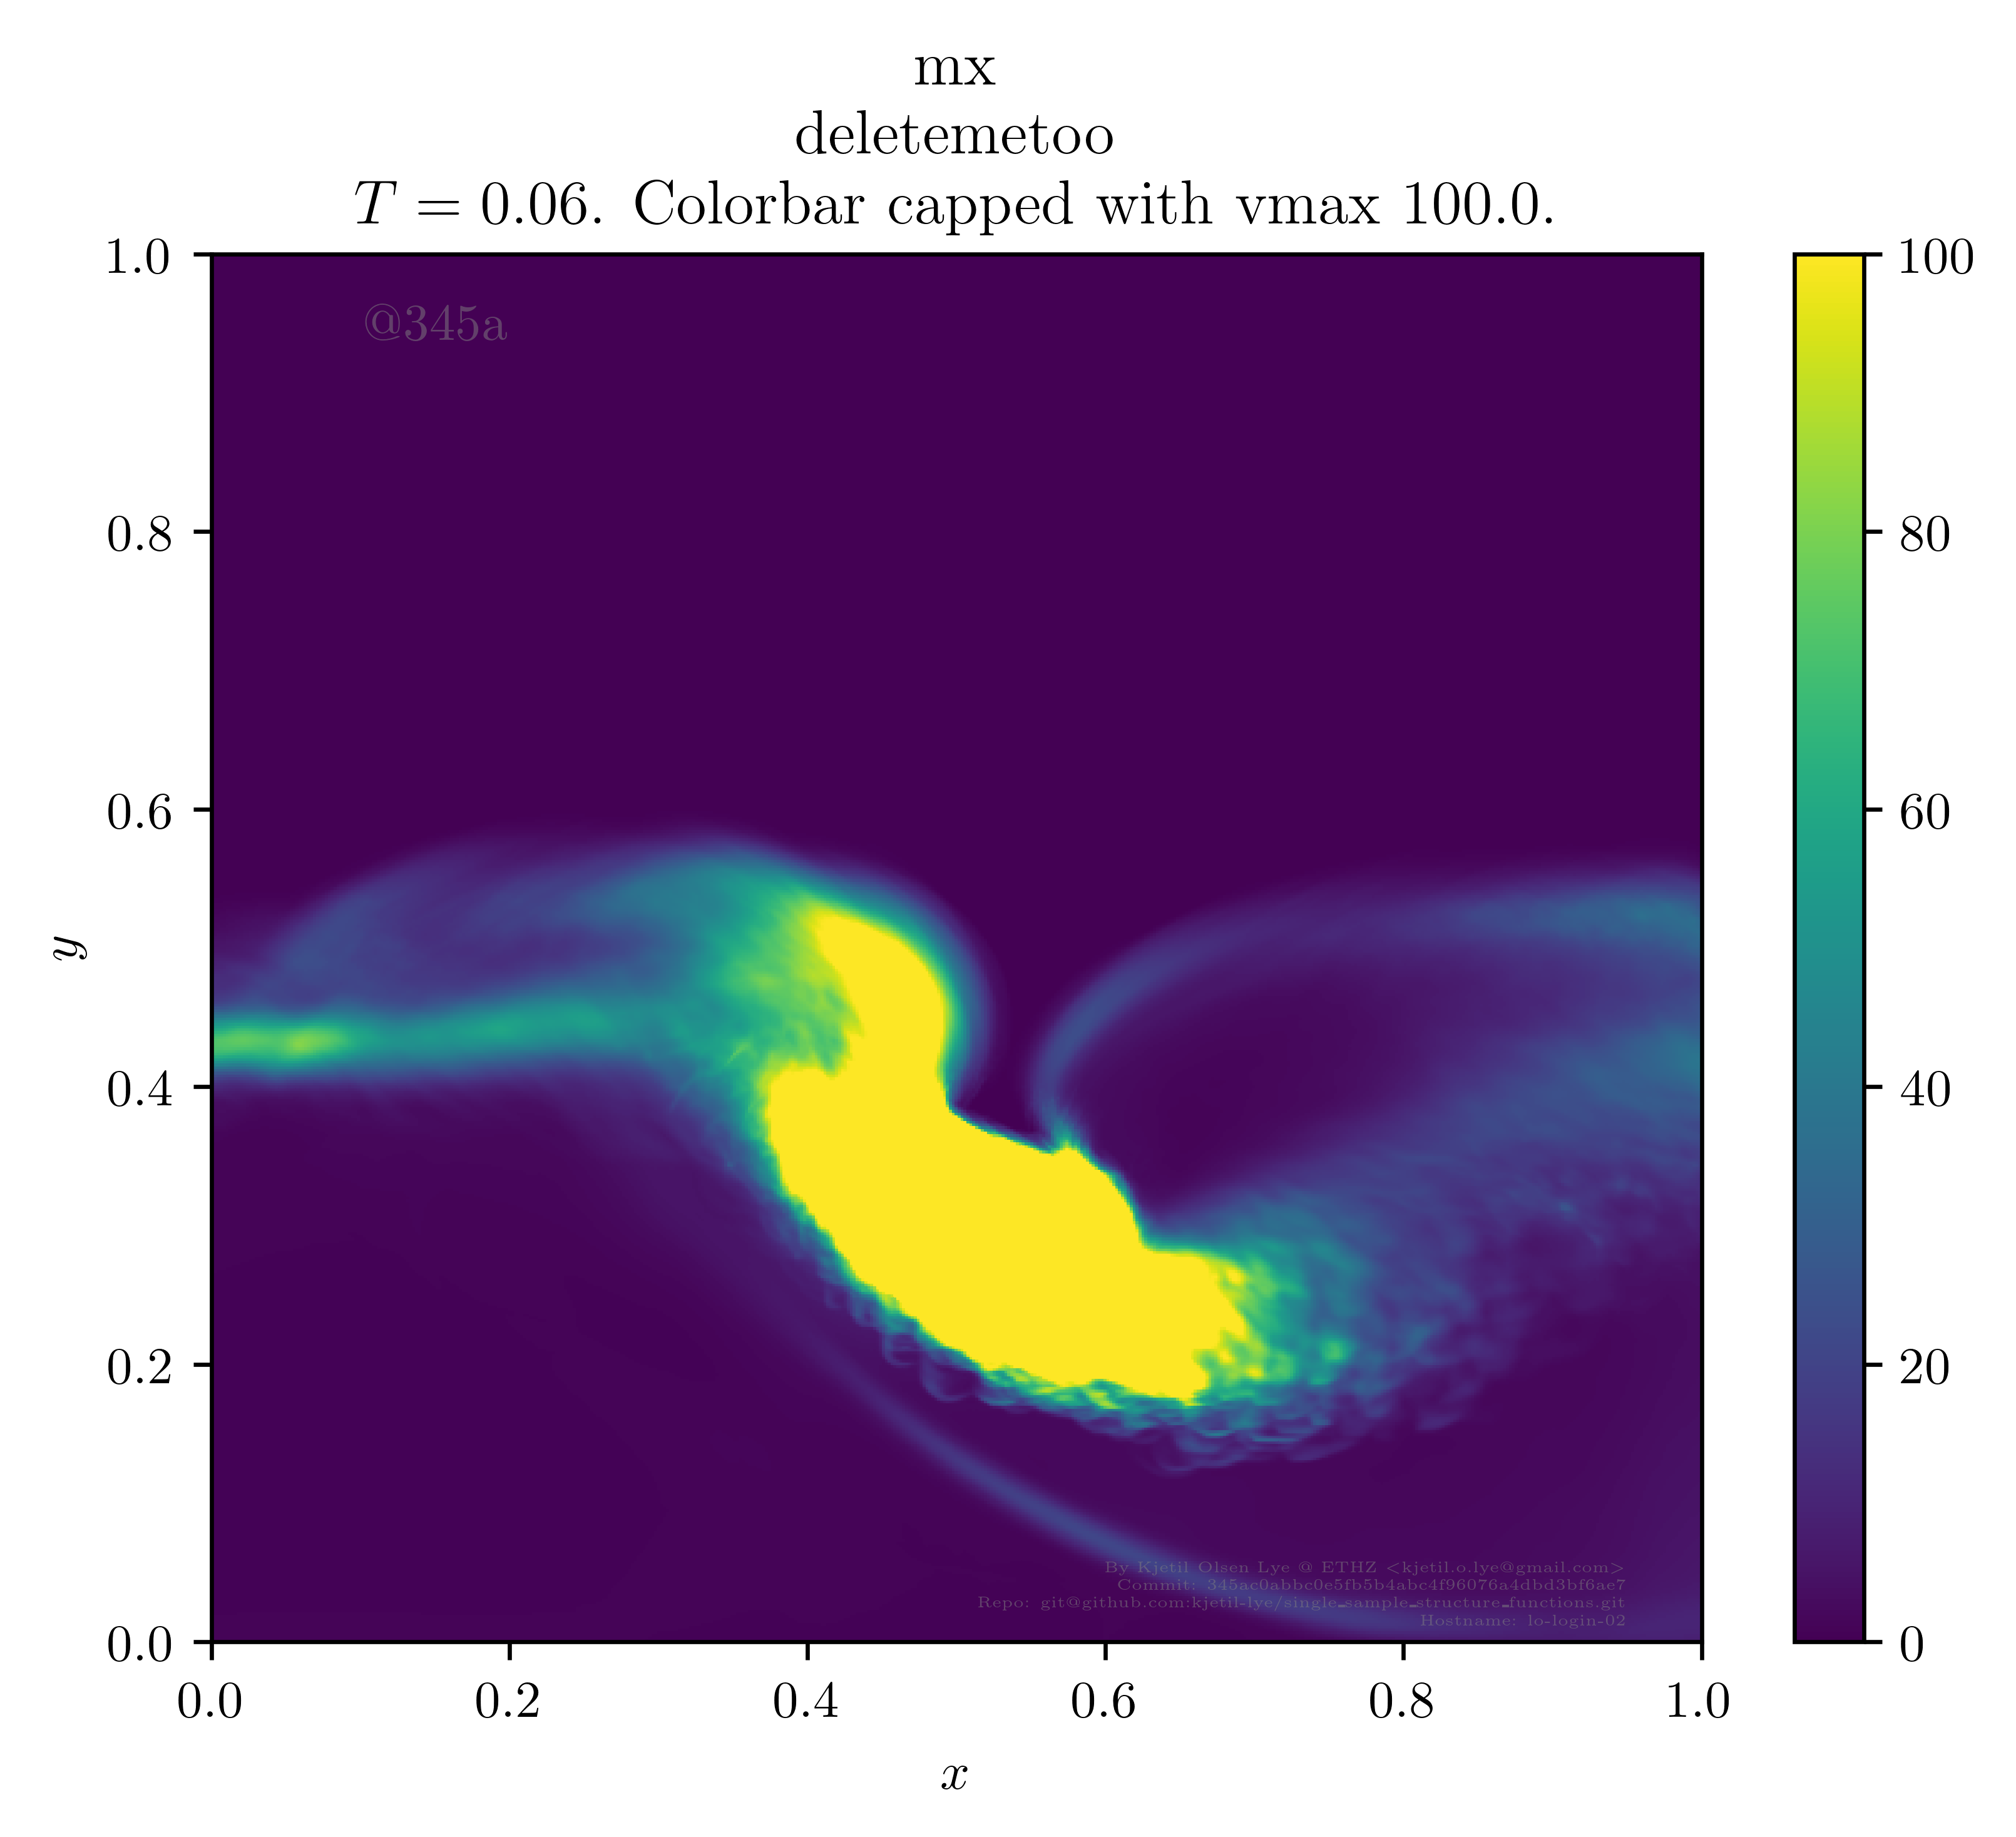 mx
deletemetoo
T = 0.06. Colorbar capped with vmax 100.0.
1.0
0.8
0.6
0.4
0.2
0.0
y
@345a
100
80
60
40
20
0
By Kjetil Olsen Lye @ ETHZ <kjetil.o.lye@gmail.com>
Commit: 345ac0abbc0e5fb5b4abc4f96076a4dbd3bf6ae7
Repo: git@github.com:kjetil-lye/single_sample_structure_functions.git
Hostname: lo-login-02
0.0 0.2 0.4 0.6 0.8 1.0
x